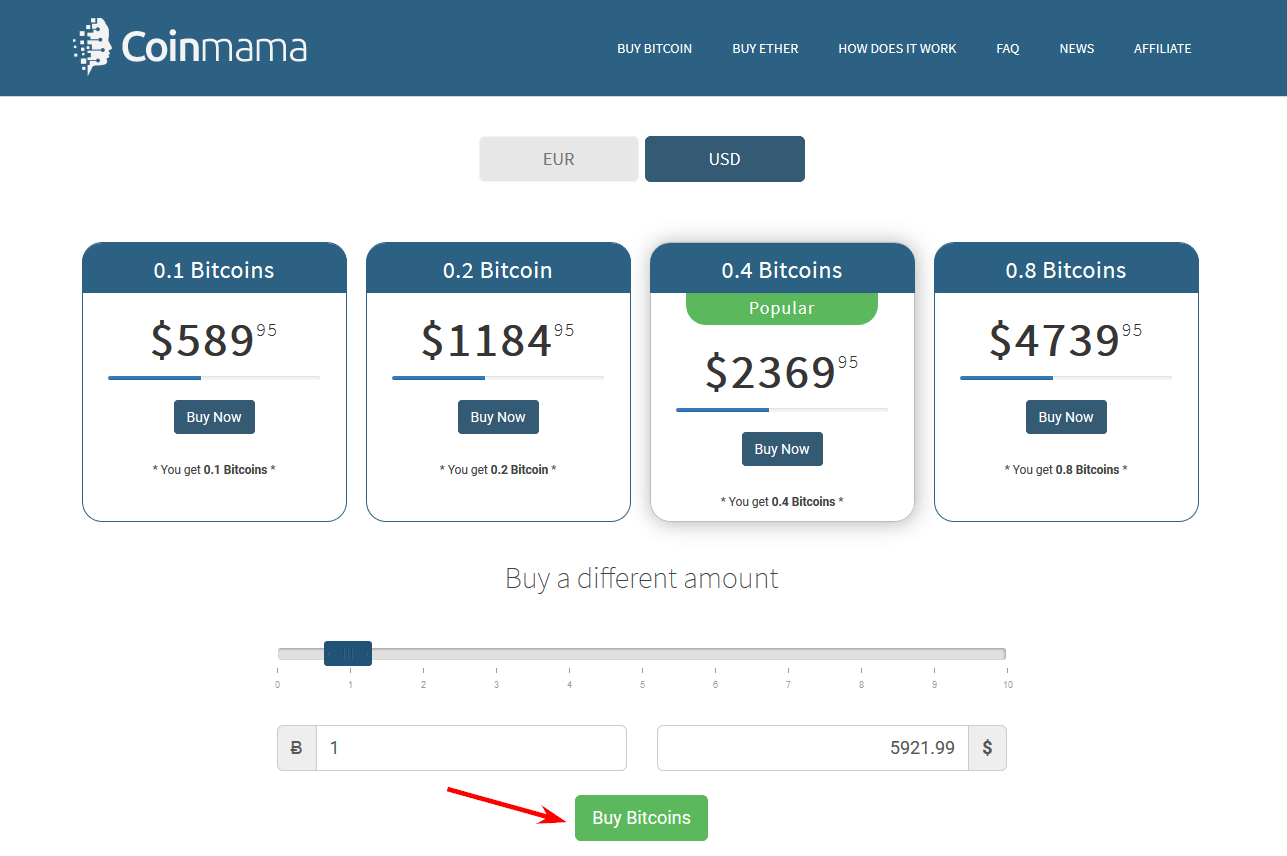 Coinmama
BUY BITCOIN BUY ETHER HOW DOES IT WORK FAQ NEWS AFFILIATE
EUR USD
0.1 Bitcoins
$589 95
Buy Now
* You get 0.1 Bitcoins *
0.2 Bitcoin
$1184 95
Buy Now
* You get 0.2 Bitcoin *
0.4 Bitcoins
Popular
$2369 95
Buy Now
* You get 0.4 Bitcoins *
0.8 Bitcoins
$4739 95
Buy Now
* You get 0.8 Bitcoins *
Buy a different amount
0 1 2 3 4 5 6 7 8 9 10
Ƀ 1 5921.99 $
Buy Bitcoins